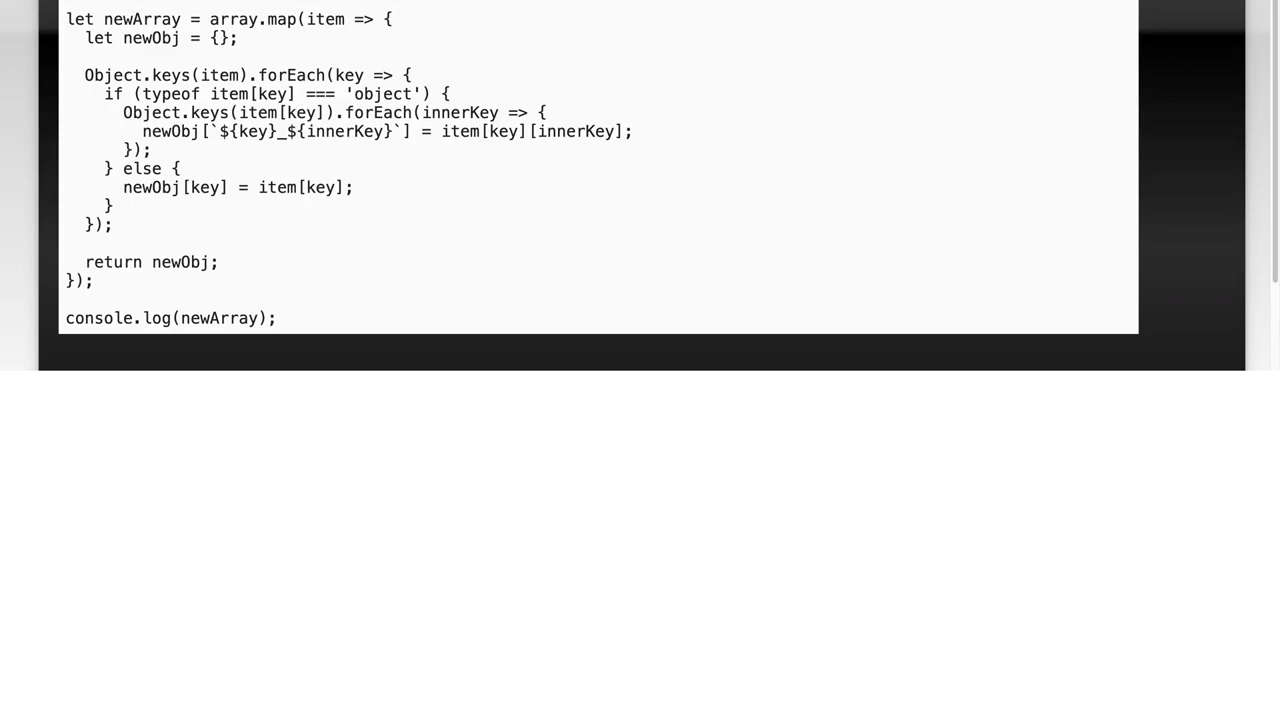 let newArray = array.map(item => {
  let newObj = {};

  Object.keys(item).forEach(key => {
    if (typeof item[key] === 'object') {
      Object.keys(item[key]).forEach(innerKey => {
        newObj[`${key}_${innerKey}`] = item[key][innerKey];
      });
    } else {
      newObj[key] = item[key];
    }
  });

  return newObj;
});

console.log(newArray);